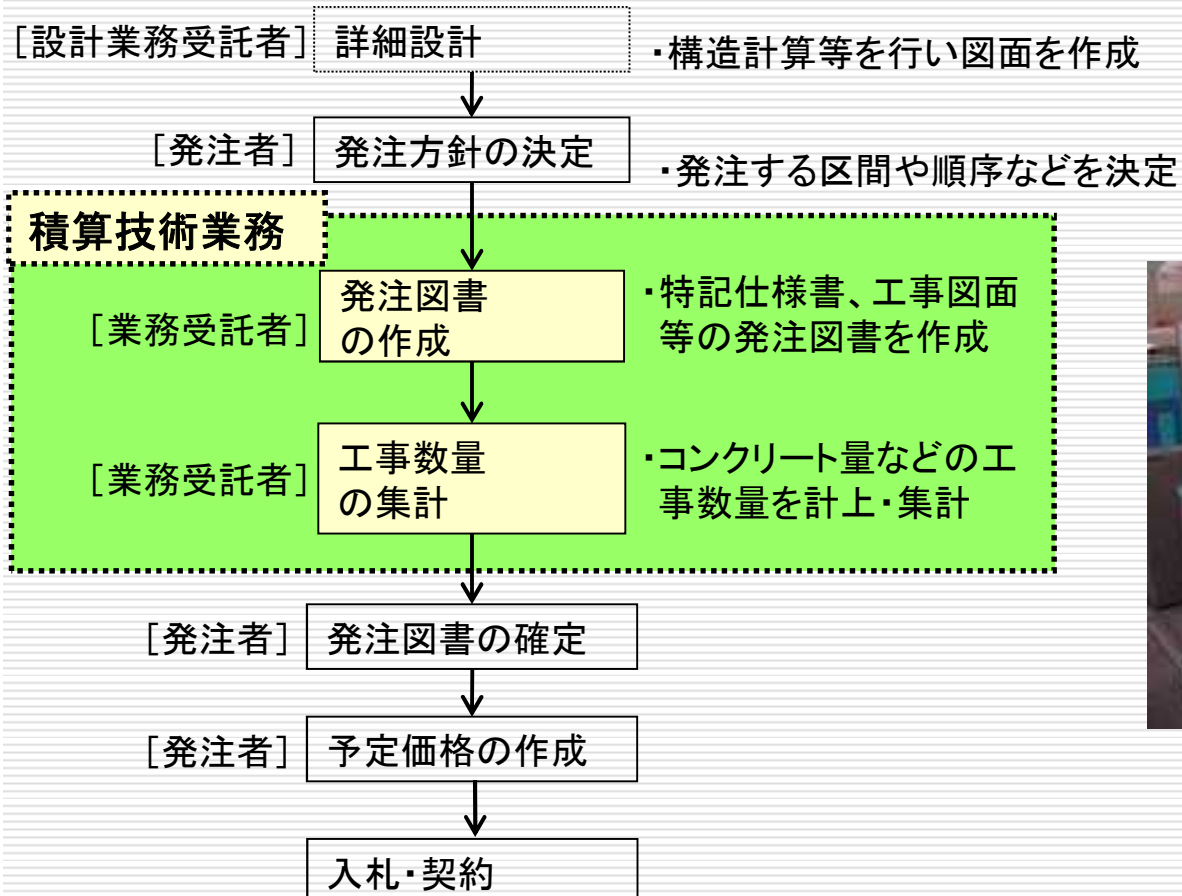 [設計業務受託者] 詳細設計 ・構造計算等を行い図面を作成
[発注者] 発注方針の決定 ・発注する区間や順序などを決定
積算技術業務
[業務受託者] 発注図書 ・特記仕様書、工事図面
の作成 等の発注図書を作成
[業務受託者] 工事数量 ・コンクリート量などの工
の集計 事数量を計上・集計
[発注者] 発注図書の確定
[発注者] 予定価格の作成
入札・契約